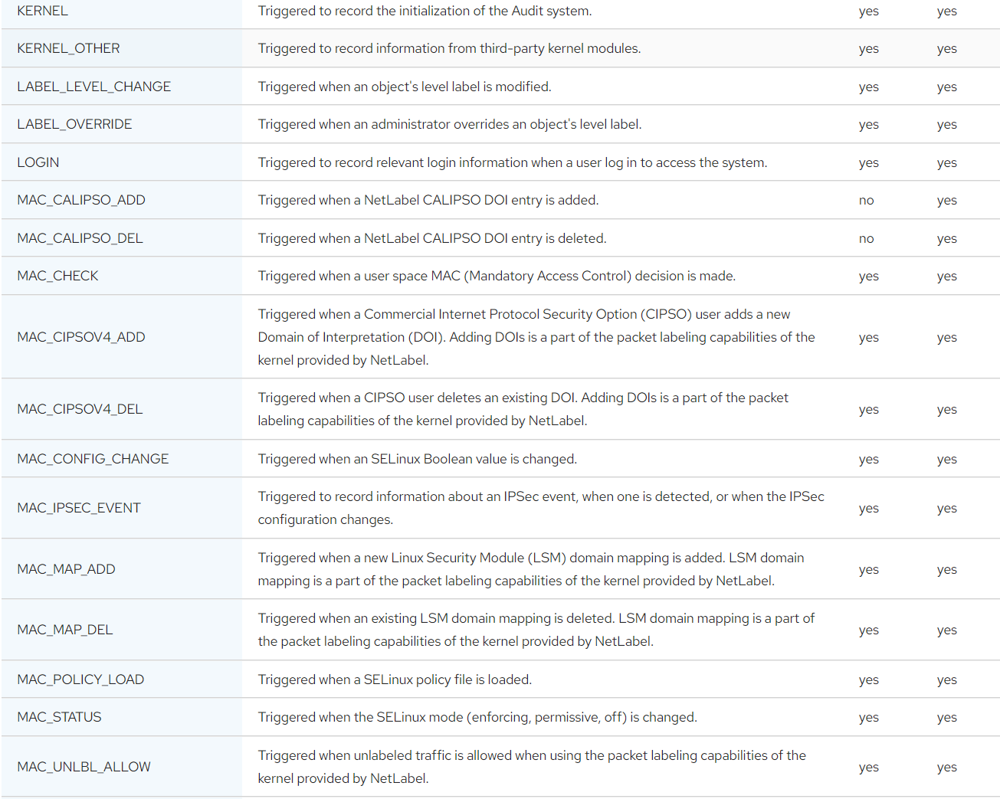 KERNEL Triggered to record the initialization of the Audit system. yes yes
KERNEL_OTHER Triggered to record information from third-party kernel modules. yes yes
LABEL_LEVEL_CHANGE Triggered when an object's level label is modified. yes yes
LABEL_OVERRIDE Triggered when an administrator overrides an object's level label. yes yes
LOGIN Triggered to record relevant login information when a user log in to access the system. yes yes
MAC_CALIPSO_ADD Triggered when a NetLabel CALIPSO DOI entry is added. no yes
MAC_CALIPSO_DEL Triggered when a NetLabel CALIPSO DOI entry is deleted. no yes
MAC_CHECK Triggered when a user space MAC (Mandatory Access Control) decision is made. yes yes
Triggered when a Commercial Internet Protocol Security Option (CIPSO) user adds a new
MAC_CIPSOV4_ADD Domain of Interpretation (DOI). Adding DOIs is a part of the packet labeling capabilities of the yes yes
kernel provided by NetLabel.
MAC_CIPSOV4_DEL Triggered when a CIPSO user deletes an existing DOI. Adding DOIs is a part of the packet
labeling capabilities of the kernel provided by NetLabel. yes yes
MAC_CONFIG_CHANGE Triggered when an SELinux Boolean value is changed. yes yes
MAC_IPSEC_EVENT Triggered to record information about an IPSec event, when one is detected, or when the IPSec
configuration changes. yes yes
MAC_MAP_ADD Triggered when a new Linux Security Module (LSM) domain mapping is added. LSM domain
mapping is a part of the packet labeling capabilities of the kernel provided by NetLabel. yes yes
MAC_MAP_DEL Triggered when an existing LSM domain mapping is deleted. LSM domain mapping is a part of
the packet labeling capabilities of the kernel provided by NetLabel. yes yes
MAC_POLICY_LOAD Triggered when a SELinux policy file is loaded. yes yes
MAC_STATUS Triggered when the SELinux mode (enforcing, permissive, off) is changed. yes yes
MAC_UNLBL_ALLOW Triggered when unlabeled traffic is allowed when using the packet labeling capabilities of the
kernel provided by NetLabel. yes yes